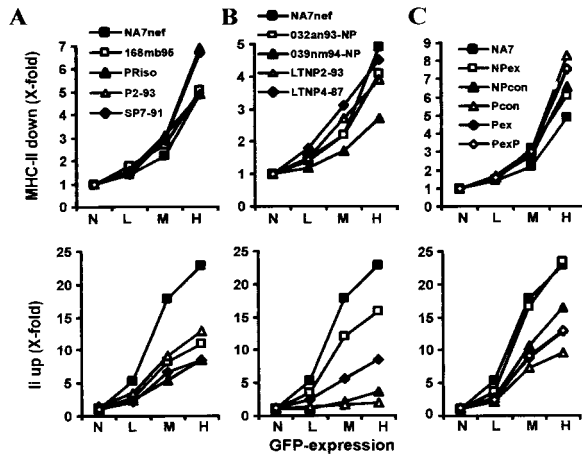 A
B
C
MHC-II down (X-fold)
7
6
5
4
3
2
1
NA7nef
168mb95
PRiso
P2-93
SP7-91
N L M H
5
4
3
2
1
0
NA7nef
032an93-NP
039nm94-NP
LTNP2-93
LTNP4-87
N L M H
9
8
7
6
5
4
3
2
1
0
NA7
NPex
NPcon
Pcon
Pex
PexP
N L M H
Ii up (X-fold)
25
20
15
10
5
0
N L M H
25
20
15
10
5
0
N L M H
25
20
15
10
5
0
N L M H
GFP-expression